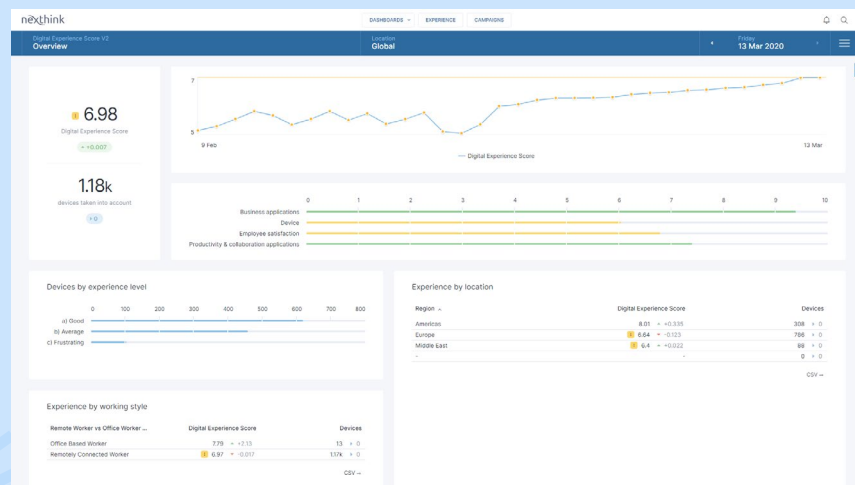 nexthink
DASHBOARDS EXPERIENCE CAMPAIGNS
Digital Experience Score V2
Overview
Location
Global
Friday
13 Mar 2020
6.98
Digital Experience Score
+0.007
1.18k
devices taken into account
0
7
5
9 Feb 13 Mar
Digital Experience Score
0 1 2 3 4 5 6 7 8 9 10
Business applications
Device
Employee satisfaction
Productivity & collaboration applications
Devices by experience level
0 100 200 300 400 500 600 700 800
a) Good
b) Average
c) Frustrating
Experience by location
Region Digital Experience Score Devices
Americas 8.01 +0.335 308 0
Europe 6.64 -0.123 766 0
Middle East 6.4 +0.022 98 0
- - 0 0
CSV
Experience by working style
Remote Worker vs Office Worker ... Digital Experience Score Devices
Office Based Worker 7.79 +2.13 13 0
Remotely Connected Worker 6.97 -0.017 1.17k 0
CSV